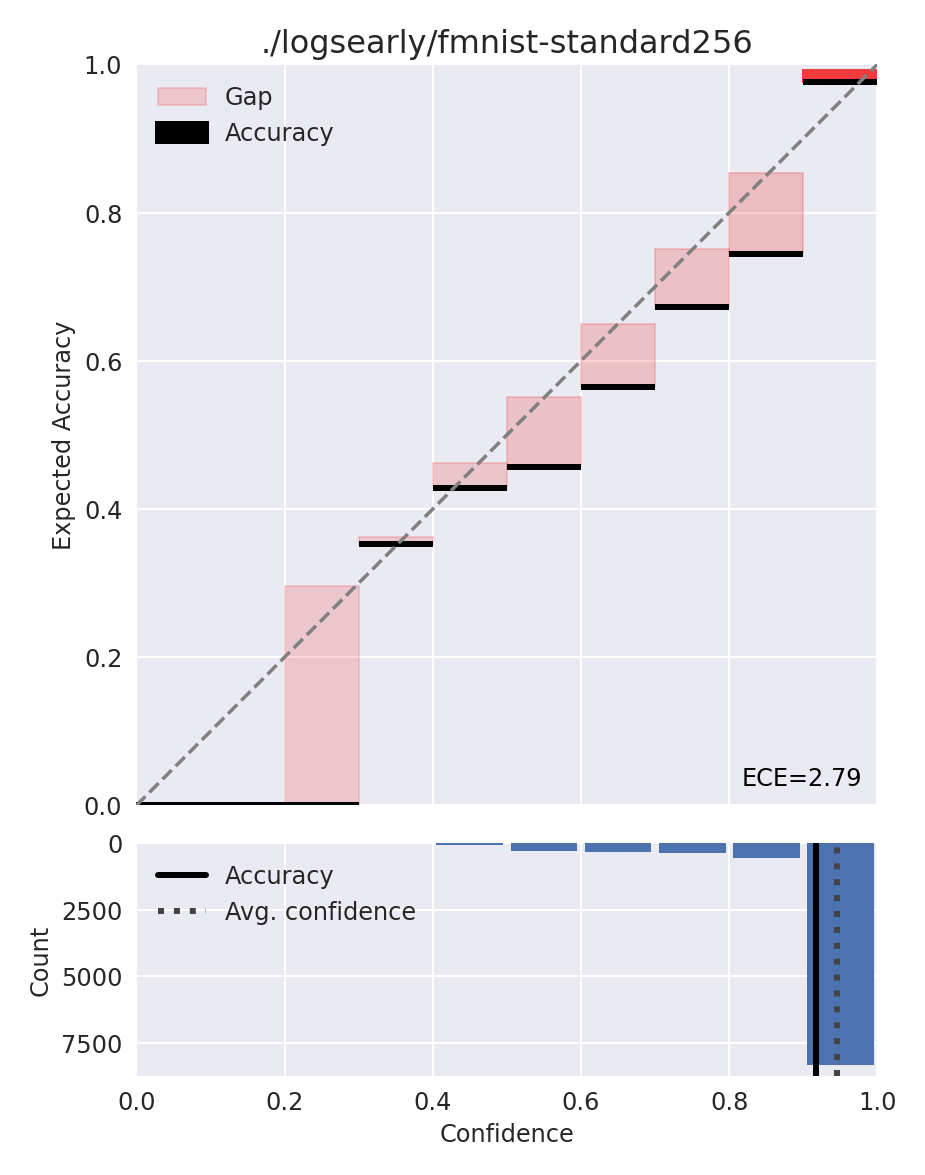 ./logsearly/fmnist-standard256
1.0
0.8
0.6
0.4
0.2
0.0
Expected Accuracy
Gap
Accuracy
ECE=2.79
0
2500
5000
7500
Count
Accuracy
Avg. confidence
0.0 0.2 0.4 0.6 0.8 1.0
Confidence